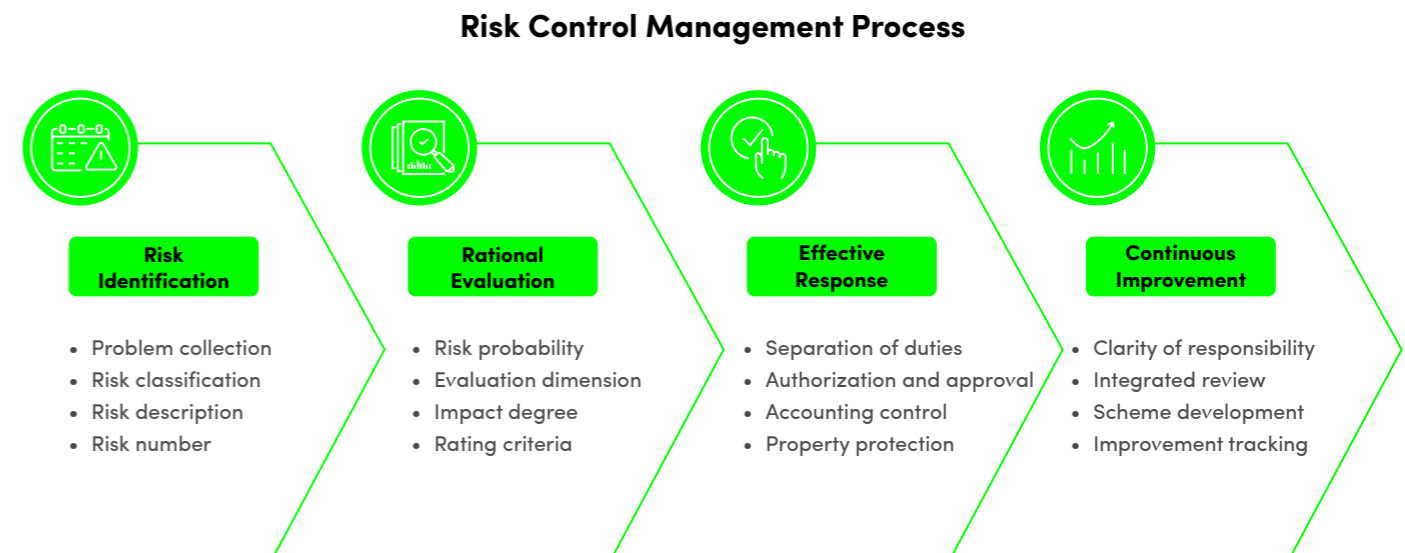 Risk Control Management Process
Risk
Identification
• Problem collection
• Risk classification
• Risk description
• Risk number
Rational
Evaluation
• Risk probability
• Evaluation dimension
• Impact degree
• Rating criteria
Effective
Response
• Separation of duties
• Authorization and approval
• Accounting control
• Property protection
Continuous
Improvement
• Clarity of responsibility
• Integrated review
• Scheme development
• Improvement tracking